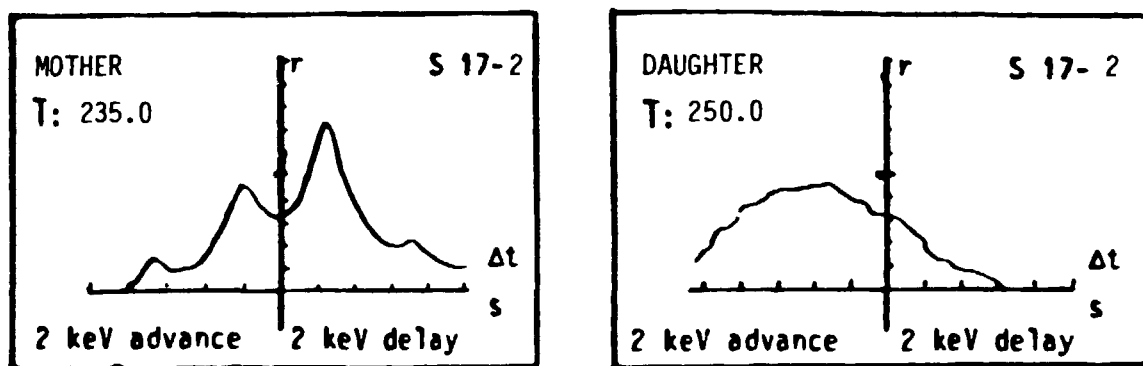 MOTHER
r
S 17-2
T: 235.0
Δt
s
2 keV advance
2 keV delay
DAUGHTER
r
S 17- 2
T: 250.0
Δt
s
2 keV advance
2 keV delay